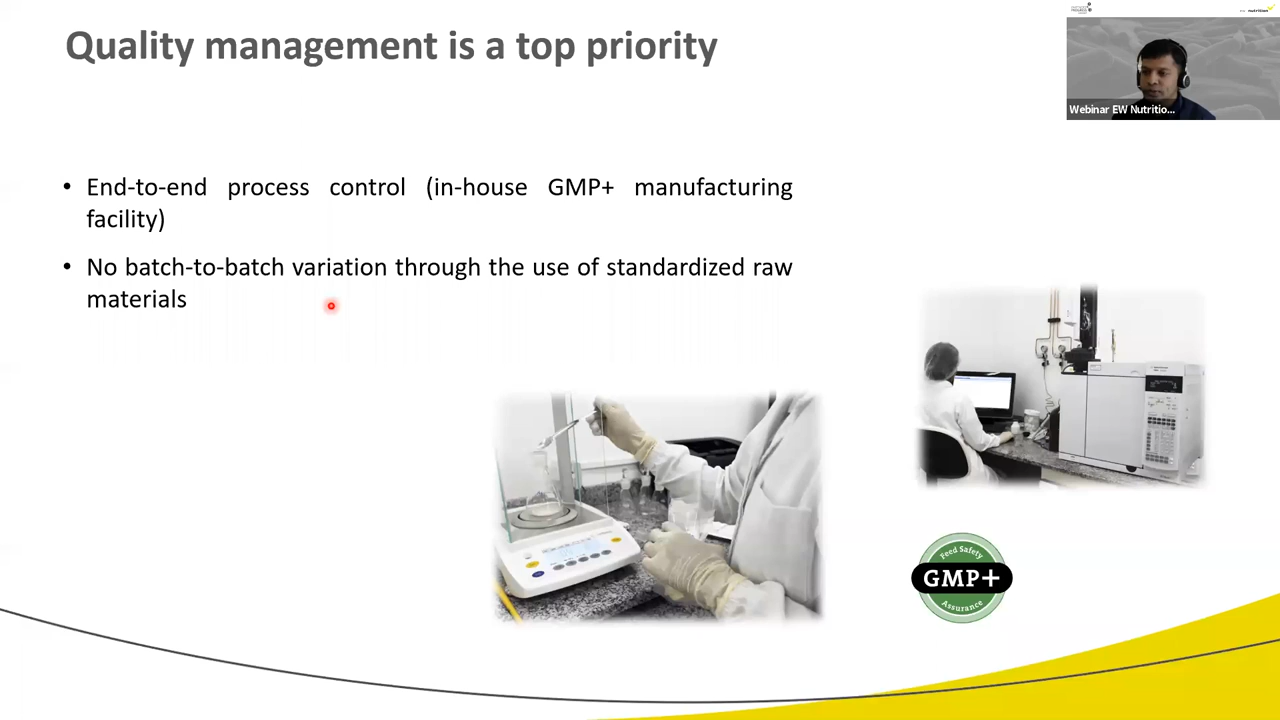 Quality management is a top priority
Webinar EW Nutritio...
• End-to-end process control (in-house GMP+ manufacturing
facility)
• No batch-to-batch variation through the use of standardized raw
materials
Feed Safety
GMP+
Assurance